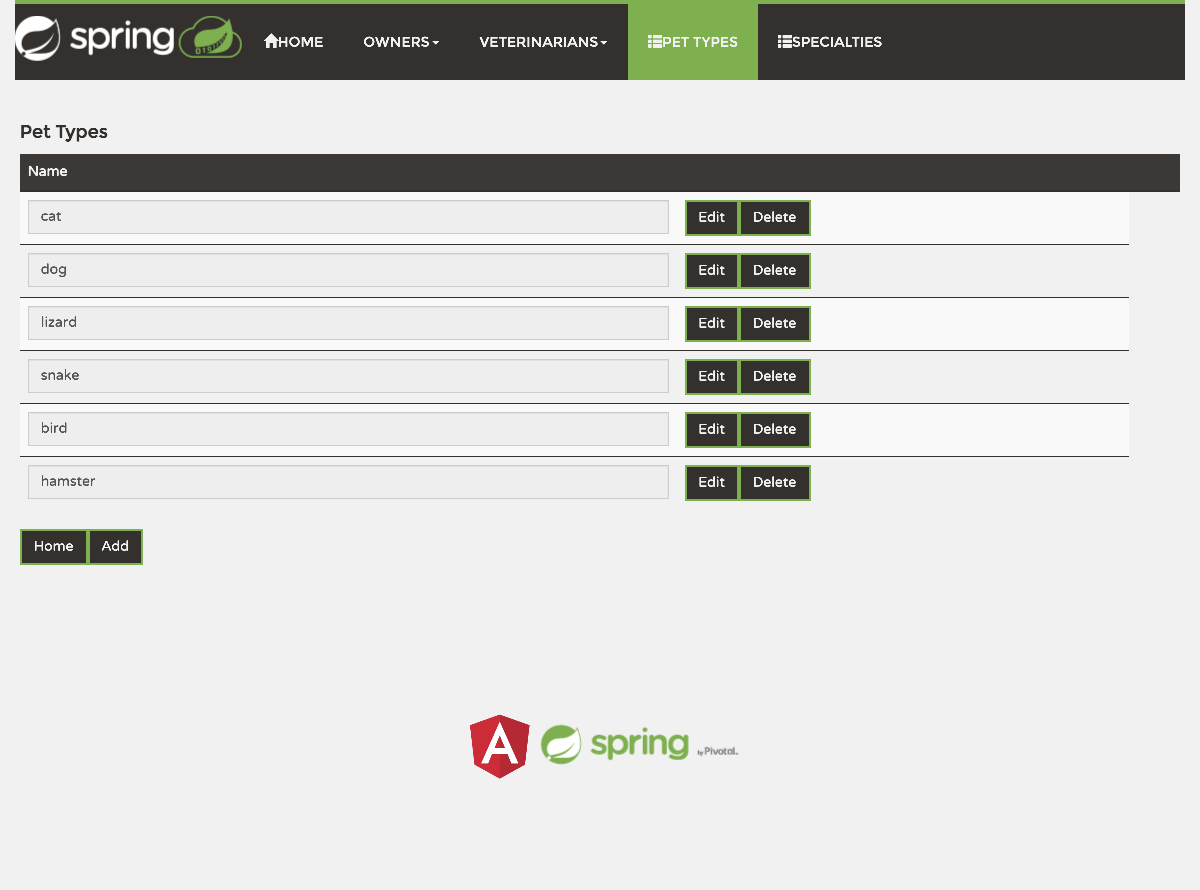 spring HOME OWNERS VETERINARIANS PET TYPES SPECIALTIES
Pet Types
Name
cat Edit Delete
dog Edit Delete
lizard Edit Delete
snake Edit Delete
bird Edit Delete
hamster Edit Delete
Home Add
A spring by Pivotal.